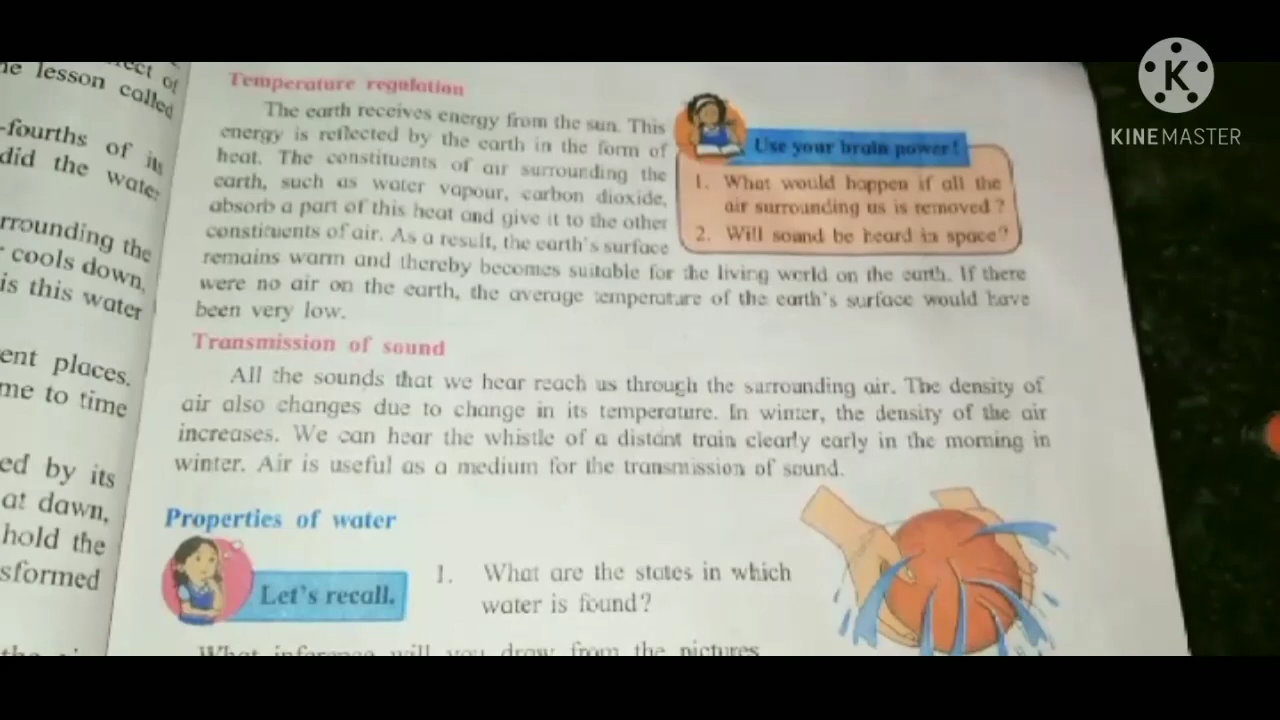 ect of
he lesson called
-fourths of its
did the water
rrounding the
cools down,
is this water
ent places.
me to time
ed by its
at dawn,
hold the
sformed
Temperature regulation
The earth receives energy from the sun. This
energy is reflected by the earth in the form of
heat. The constituents of air surrounding the
earth, such as water vapour, carbon dioxide,
absorb a part of this heat and give it to the other
constituents of air. As a result, the earth's surface
remains warm and thereby becomes suitable for the living world on the earth. If there
were no air on the earth, the average temperature of the earth's surface would have
been very low.
Use your brain power!
1. What would happen if all the
air surrounding us is removed ?
2. Will sound be heard in space?
Transmission of sound
All the sounds that we hear reach us through the surrounding air. The density of
air also changes due to change in its temperature. In winter, the density of the air
increases. We can hear the whistle of a distant train clearly early in the morning in
winter. Air is useful as a medium for the transmission of sound.
Properties of water
Let's recall.
1. What are the states in which
water is found?
What inference will you draw from the pictures
K
KINEMASTER